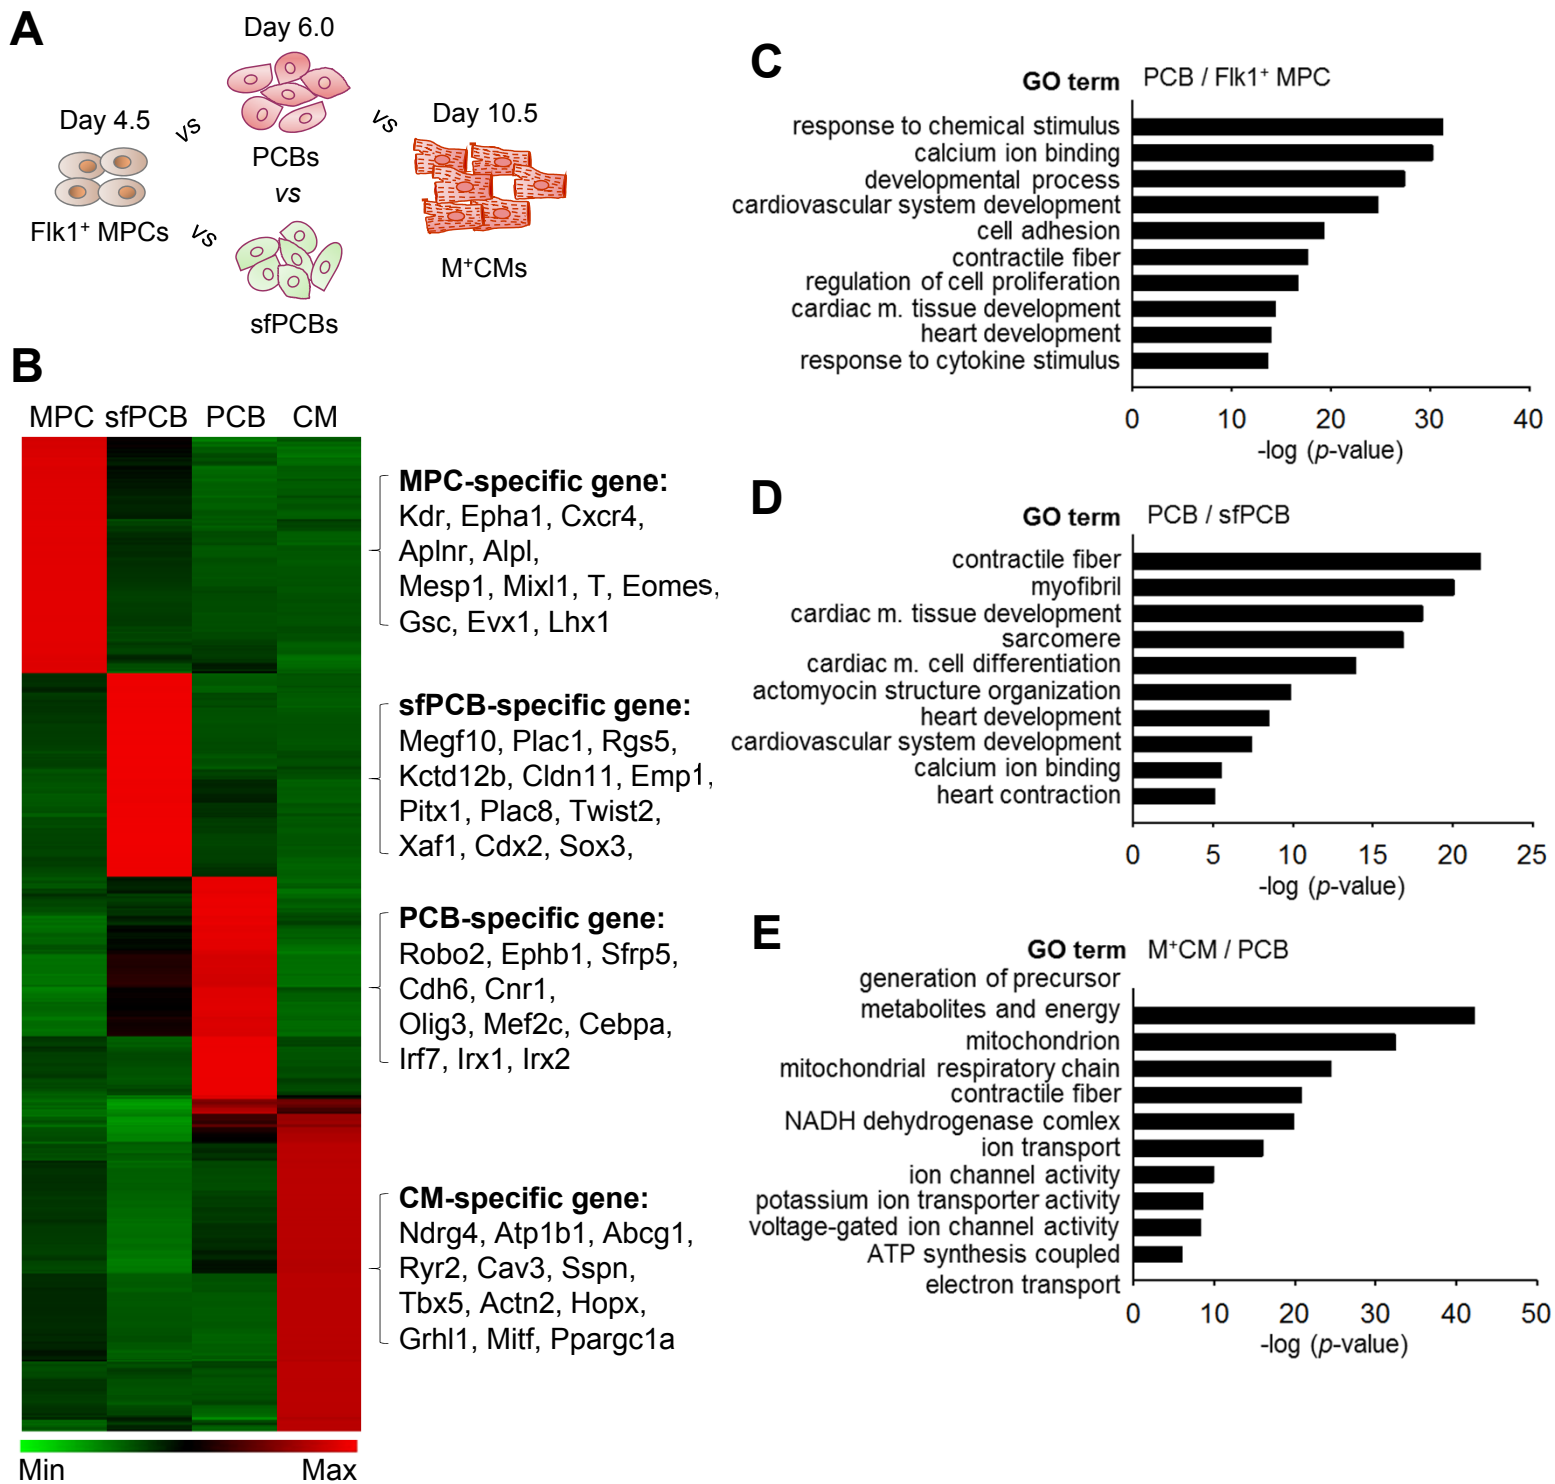 A
Day 6.0
Day 4.5
vs
vs
Day 10.5
PCBs
vs
Flk1+ MPCs
vs
M+CMs
sfPCBs
B
MPC sfPCB PCB CM
MPC-specific gene:
Kdr, Epha1, Cxcr4,
Aplnr, Alpl,
Mesp1, Mixl1, T, Eomes,
Gsc, Evx1, Lhx1
sfPCB-specific gene:
Megf10, Plac1, Rgs5,
Kctd12b, Cldn11, Emp1,
Pitx1, Plac8, Twist2,
Xaf1, Cdx2, Sox3,
PCB-specific gene:
Robo2, Ephb1, Sfrp5,
Cdh6, Cnr1,
Olig3, Mef2c, Cebpa,
Irf7, Irx1, Irx2
CM-specific gene:
Ndrg4, Atp1b1, Abcg1,
Ryr2, Cav3, Sspn,
Tbx5, Actn2, Hopx,
Grhl1, Mitf, Ppargc1a
Min Max
C
GO term PCB / Flk1+ MPC
response to chemical stimulus
calcium ion binding
developmental process
cardiovascular system development
cell adhesion
contractile fiber
regulation of cell proliferation
cardiac m. tissue development
heart development
response to cytokine stimulus
0 10 20 30 40
-log (p-value)
D
GO term PCB / sfPCB
contractile fiber
myofibril
cardiac m. tissue development
sarcomere
cardiac m. cell differentiation
actomyocin structure organization
heart development
cardiovascular system development
calcium ion binding
heart contraction
0 5 10 15 20 25
-log (p-value)
E
GO term M+CM / PCB
generation of precursor
metabolites and energy
mitochondrion
mitochondrial respiratory chain
contractile fiber
NADH dehydrogenase comlex
ion transport
ion channel activity
potassium ion transporter activity
voltage-gated ion channel activity
ATP synthesis coupled
electron transport
0 10 20 30 40 50
-log (p-value)